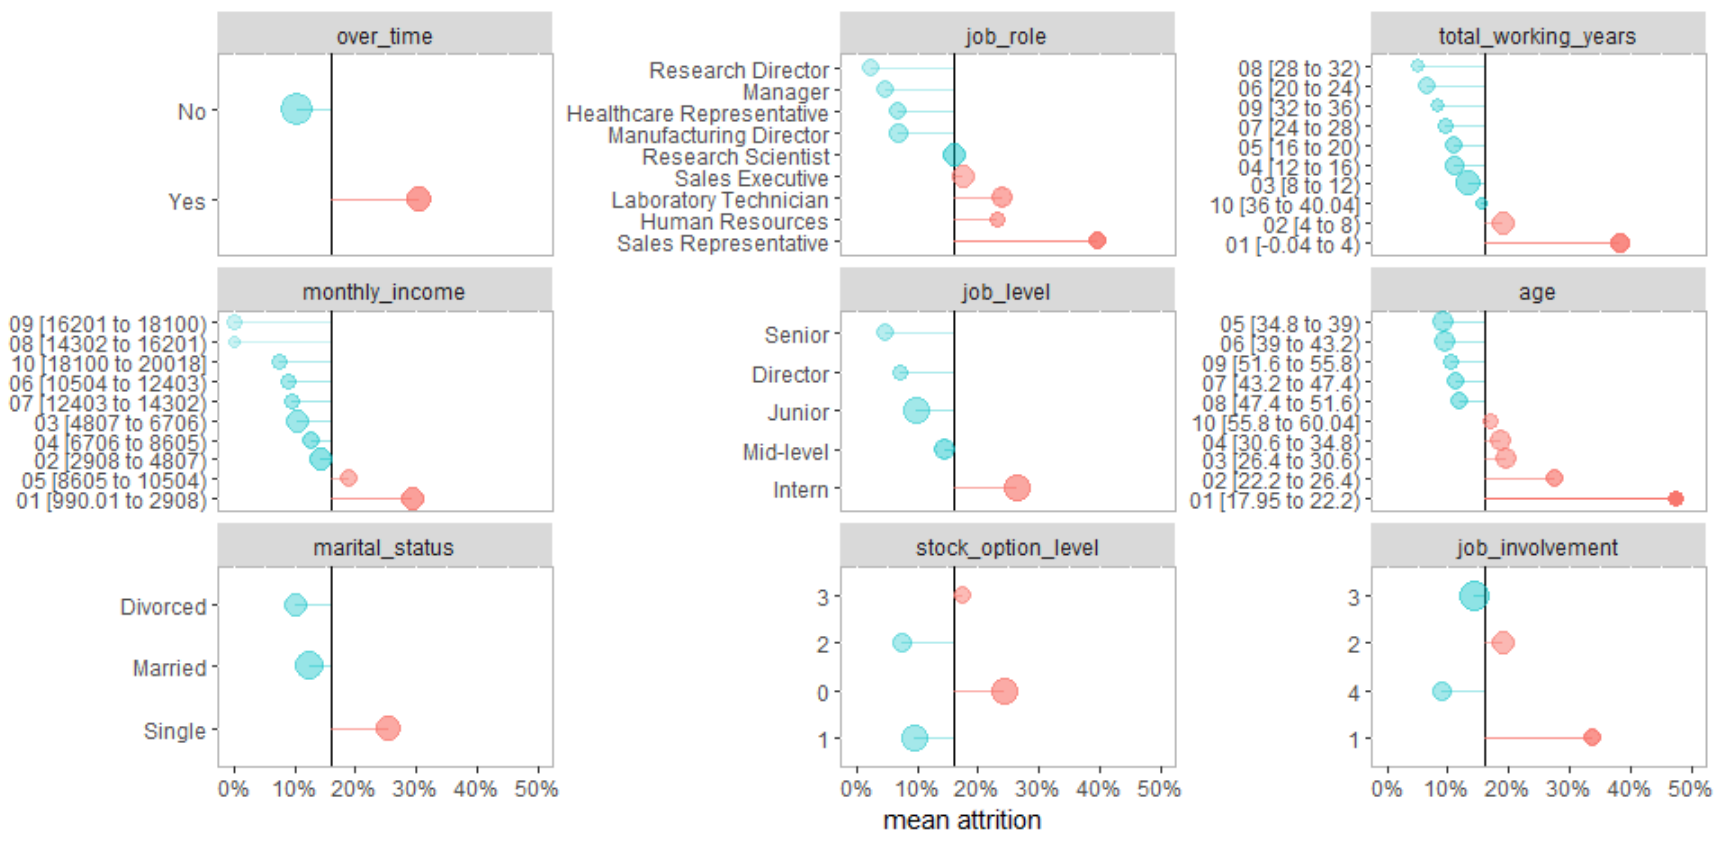 over_time
No
Yes
job_role
Research Director
Manager
Healthcare Representative
Manufacturing Director
Research Scientist
Sales Executive
Laboratory Technician
Human Resources
Sales Representative
total_working_years
08 [28 to 32)
06 [20 to 24)
09 [32 to 36)
07 [24 to 28)
05 [16 to 20)
04 [12 to 16)
03 [8 to 12)
10 [36 to 40.04]
02 [4 to 8)
01 [-0.04 to 4)
monthly_income
09 [16201 to 18100)
08 [14302 to 16201)
10 [18100 to 20018]
06 [10504 to 12403)
07 [12403 to 14302)
03 [4807 to 6706)
04 [6706 to 8605)
02 [2908 to 4807)
05 [8605 to 10504)
01 [990.01 to 2908)
job_level
Senior
Director
Junior
Mid-level
Intern
age
05 [34.8 to 39)
06 [39 to 43.2)
09 [51.6 to 55.8)
07 [43.2 to 47.4)
08 [47.4 to 51.6)
10 [55.8 to 60.04]
04 [30.6 to 34.8)
03 [26.4 to 30.6)
02 [22.2 to 26.4)
01 [17.95 to 22.2)
marital_status
Divorced
Married
Single
0% 10% 20% 30% 40% 50%
stock_option_level
3
2
0
1
0% 10% 20% 30% 40% 50%
job_involvement
3
2
4
1
0% 10% 20% 30% 40% 50%
mean attrition